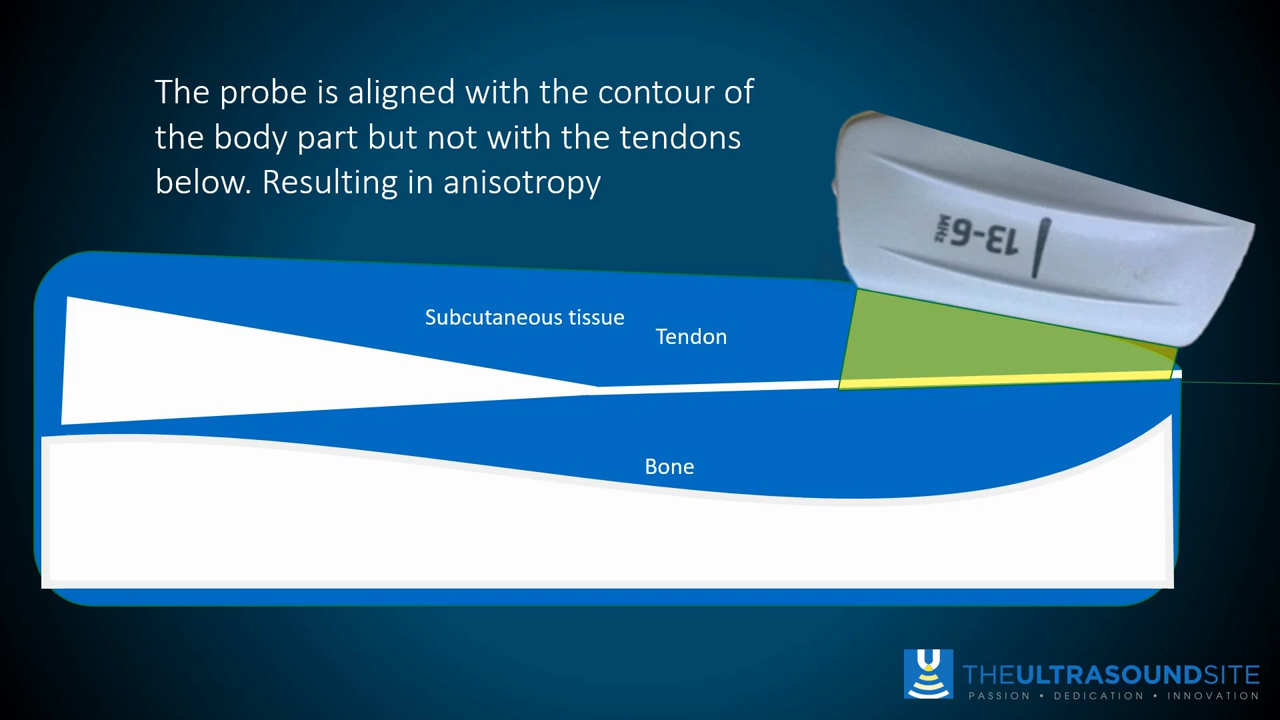 The probe is aligned with the contour of
the body part but not with the tendons
below. Resulting in anisotropy
13-6
MHz
Subcutaneous tissue
Tendon
Bone
THEULTRASOUNDSITE
PASSION • DEDICATION • INNOVATION